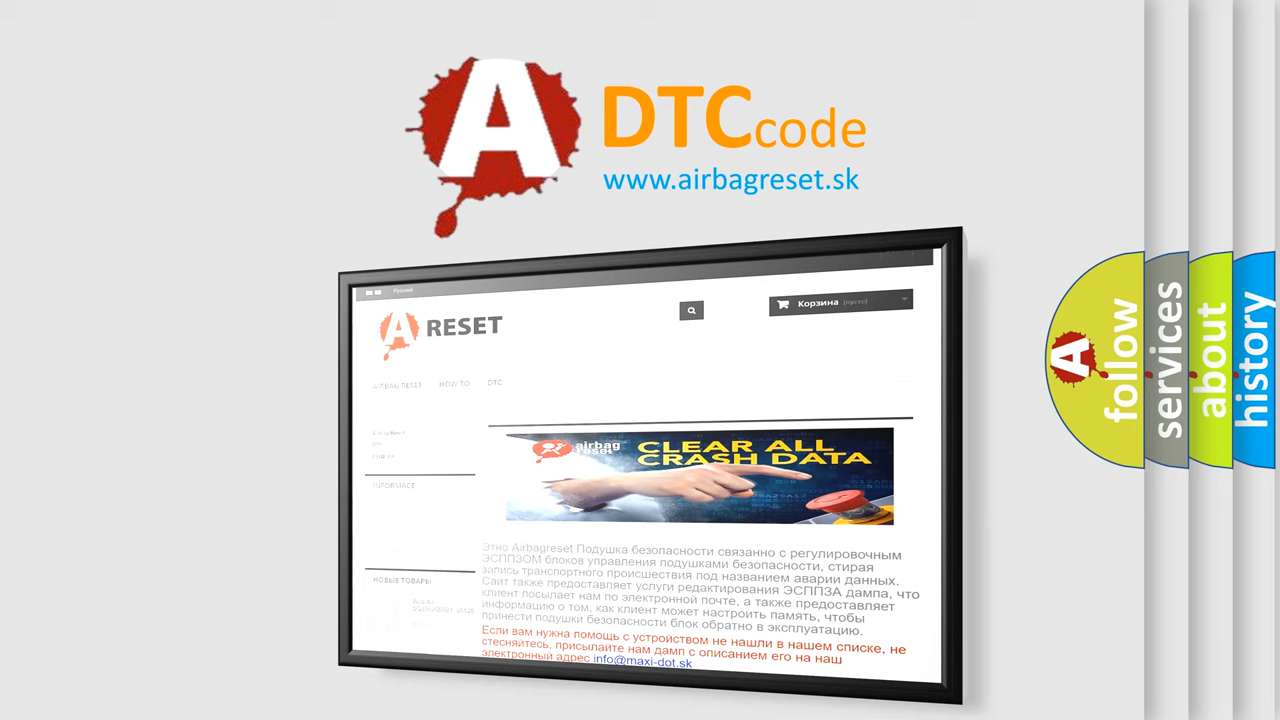 A
DTC code
www.airbagreset.sk
Русский
A RESET
Корзина (пусто)
AIRBAG RESET HOW TO DTC
airbag reset
CLEAR ALL
CRASH DATA
DTC
INFORMACE
Этно Airbagreset Подушка безопасности связанно с регулировочным
ЭСППЗОМ блоков управления подушками безопасности, стирая
запись транспортного происшествия под названием аварии данных.
Сайт также предоставляет услуги редактирования ЭСППЗА дампа, что
клиент посылает нам по электронной почте, а также предоставляет
информацию о том, как клиент может настроить память, чтобы
принести подушки безопасности блок обратно в эксплуатацию.
НОВЫЕ ТОВАРЫ
Если вам нужна помощь с устройством не нашли в нашем списке, не
стесняйтесь, присылайте нам дамп с описанием его на наш
электронный адрес info@maxi-dot.sk
A
follow
services
about
history